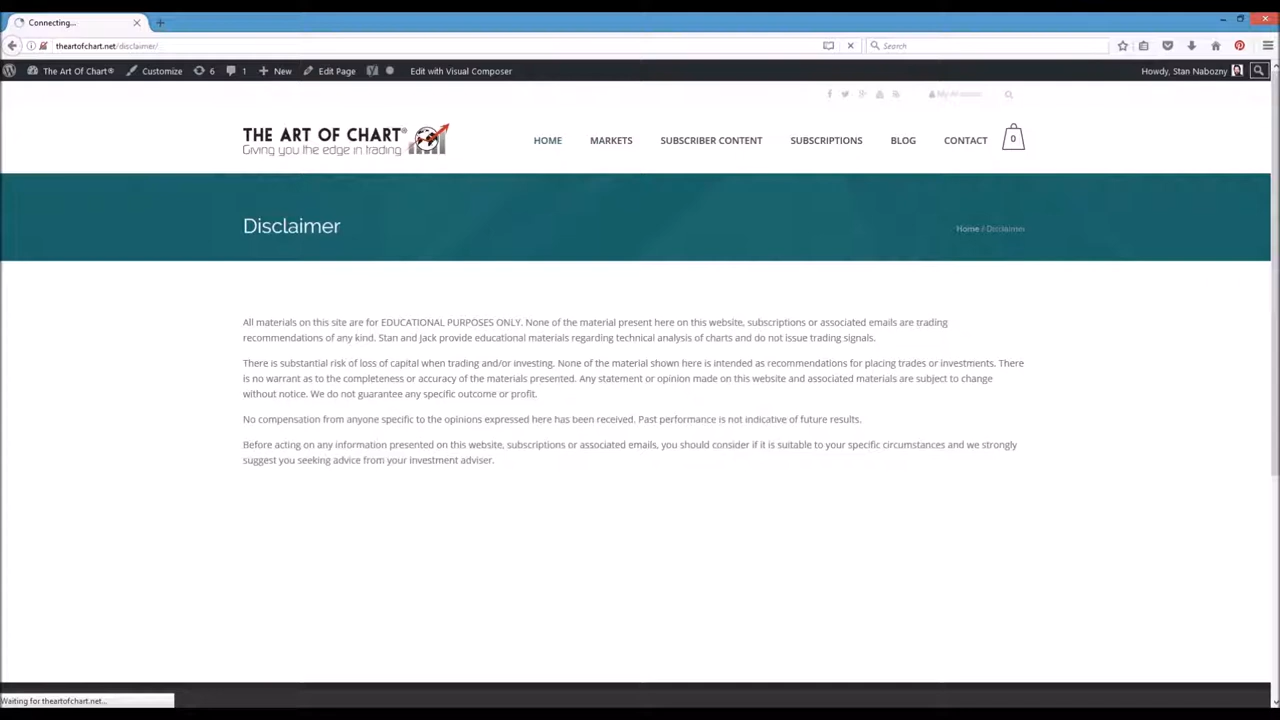 Connecting...
theartofchart.net/disclaimer/
Search
The Art Of Chart® Customize 6 1 New Edit Page Edit with Visual Composer Howdy, Stan Nabozny
My Account
THE ART OF CHART®
Giving you the edge in trading
HOME MARKETS SUBSCRIBER CONTENT SUBSCRIPTIONS BLOG CONTACT 0
Disclaimer
Home / Disclaimer
All materials on this site are for EDUCATIONAL PURPOSES ONLY. None of the material present here on this website, subscriptions or associated emails are trading
recommendations of any kind. Stan and Jack provide educational materials regarding technical analysis of charts and do not issue trading signals.
There is substantial risk of loss of capital when trading and/or investing. None of the material shown here is intended as recommendations for placing trades or investments. There
is no warrant as to the completeness or accuracy of the materials presented. Any statement or opinion made on this website and associated materials are subject to change
without notice. We do not guarantee any specific outcome or profit.
No compensation from anyone specific to the opinions expressed here has been received. Past performance is not indicative of future results.
Before acting on any information presented on this website, subscriptions or associated emails, you should consider if it is suitable to your specific circumstances and we strongly
suggest you seeking advice from your investment adviser.
Waiting for theartofchart.net...